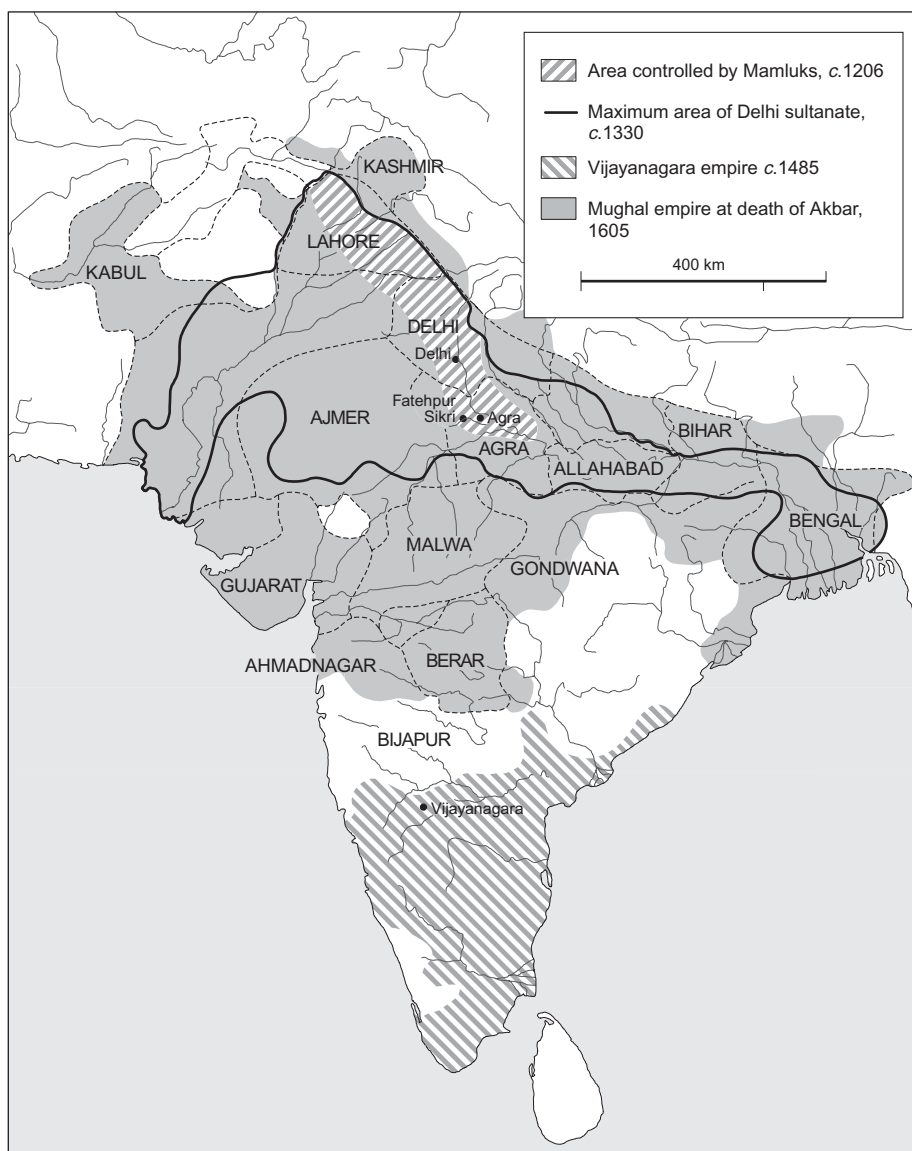 Area controlled by Mamluks, c.1206
Maximum area of Delhi sultanate,
c.1330
Vijayanagara empire c.1485
Mughal empire at death of Akbar,
1605
400 km
KASHMIR
LAHORE
KABUL
DELHI
Delhi
Fatehpur
Sikri
Agra
AJMER
AGRA
BIHAR
ALLAHABAD
BENGAL
MALWA
GONDWANA
GUJARAT
AHMADNAGAR
BERAR
BIJAPUR
Vijayanagara